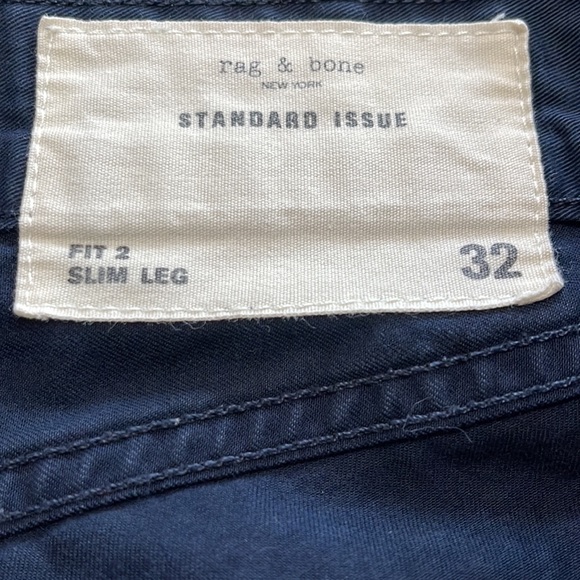 rag & bone
NEW YORK
STANDARD ISSUE
FIT 2
SLIM LEG
32